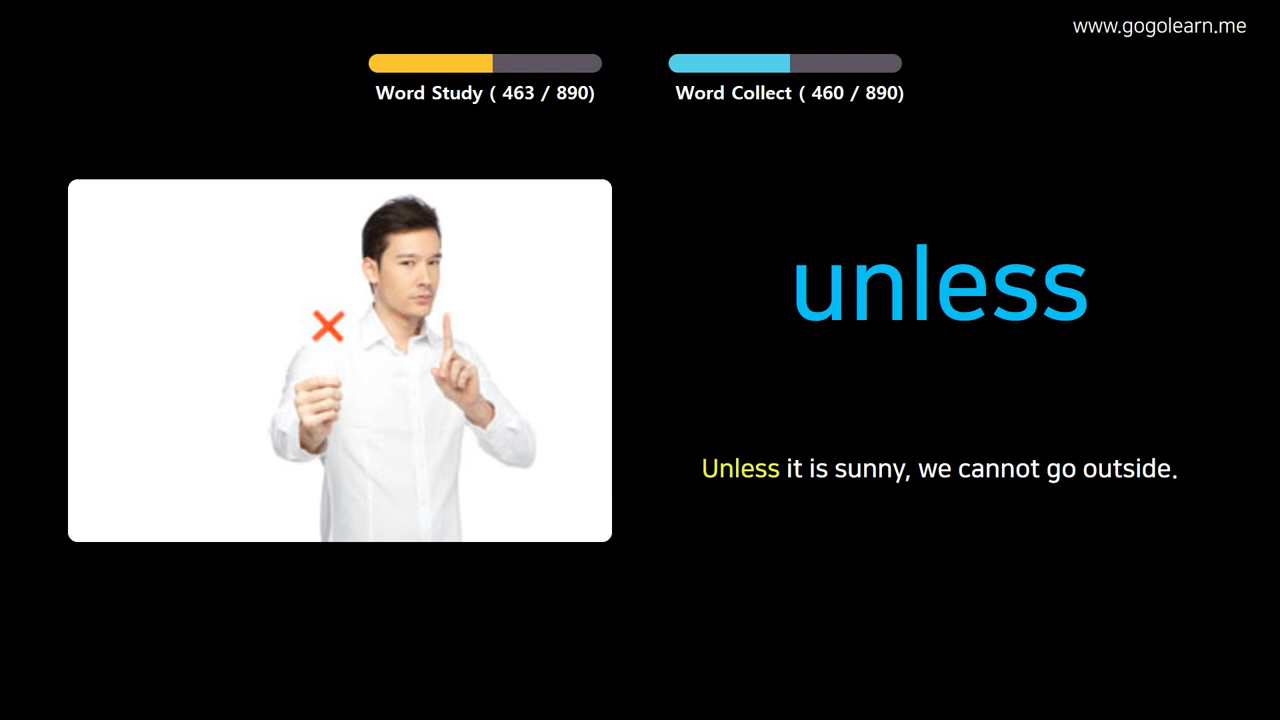 www.gogolearn.me
Word Study ( 463 / 890)
Word Collect ( 460 / 890)
unless
Unless it is sunny, we cannot go outside.